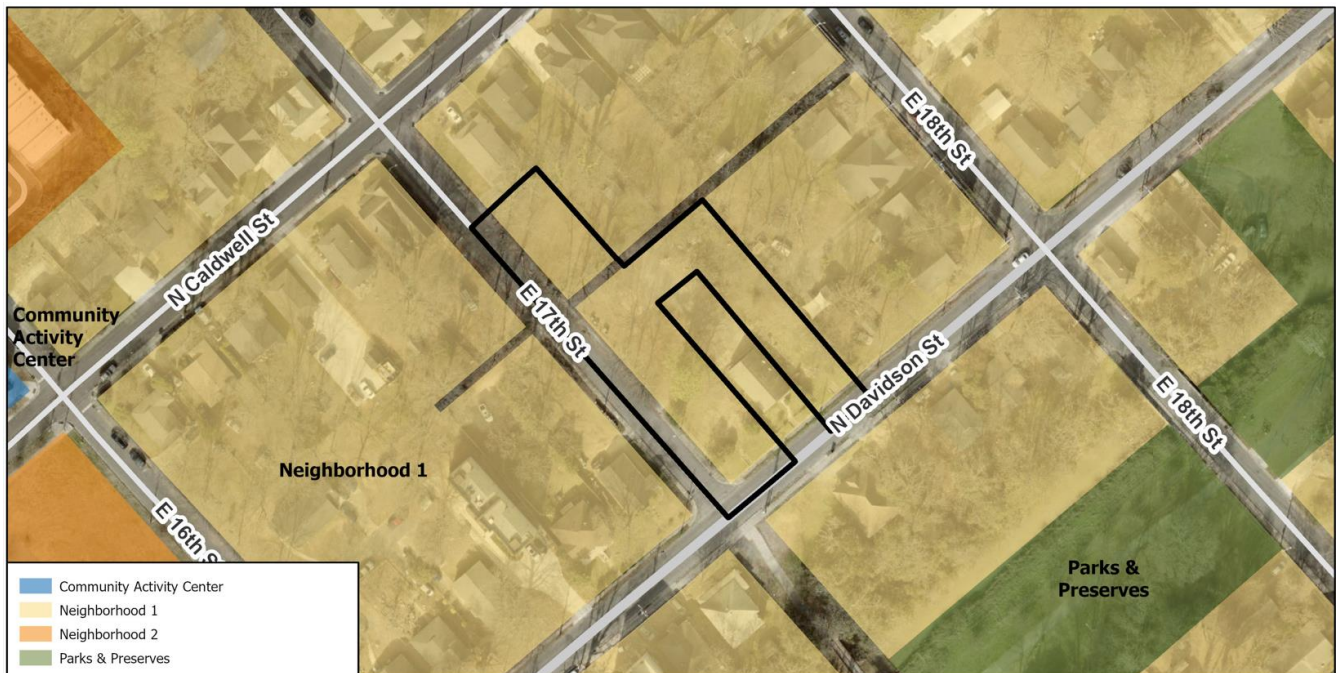 E 18th St
N Caldwell St
E 17th St
Community
Activity
Center
N Davidson St
E 18th St
Neighborhood 1
E 16th S
Parks &
Preserves
Community Activity Center
Neighborhood 1
Neighborhood 2
Parks & Preserves